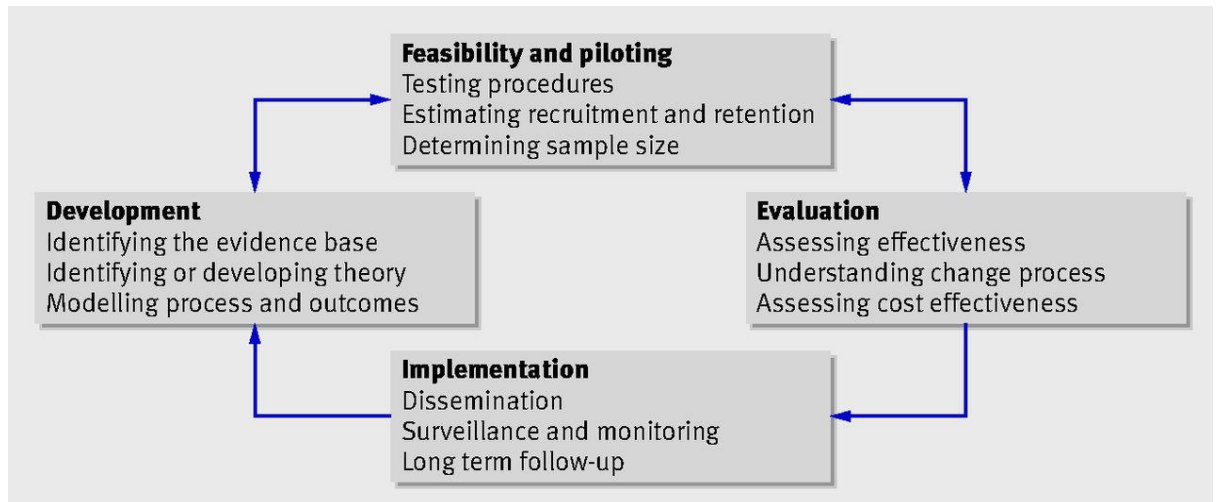 Feasibility and piloting
Testing procedures
Estimating recruitment and retention
Determining sample size
Development
Identifying the evidence base
Identifying or developing theory
Modelling process and outcomes
Evaluation
Assessing effectiveness
Understanding change process
Assessing cost effectiveness
Implementation
Dissemination
Surveillance and monitoring
Long term follow-up